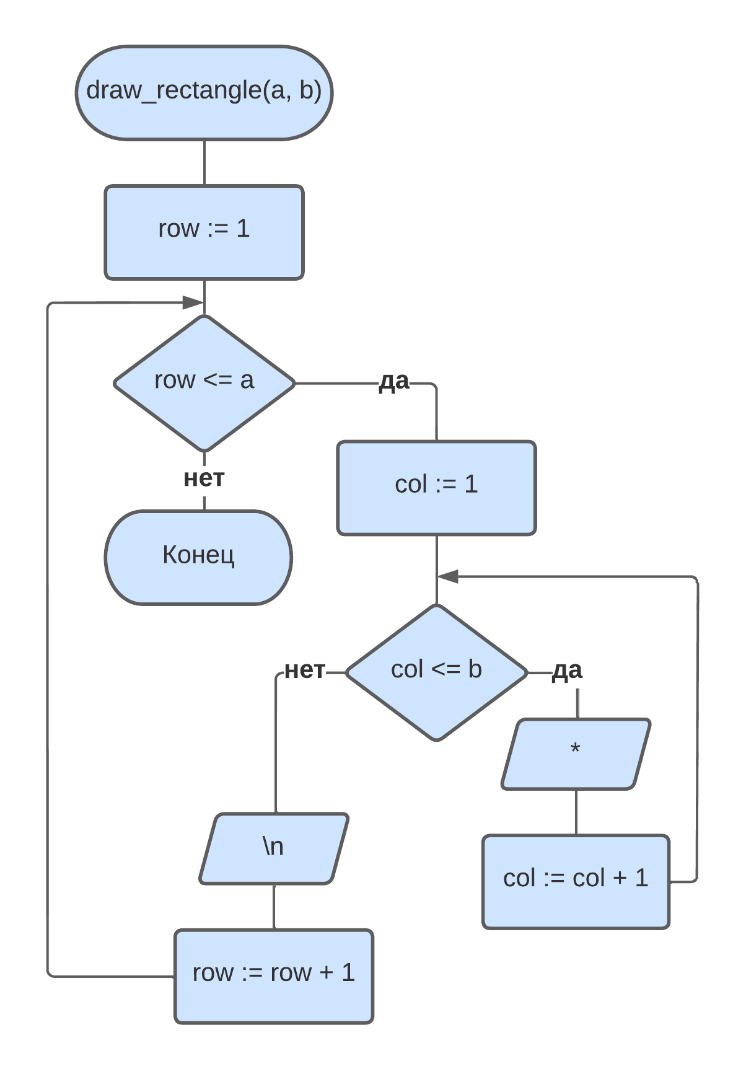 draw_rectangle(a, b)
row := 1
row <= a
да
нет
Конец
col := 1
col <= b
нет
да
*
col := col + 1
\n
row := row + 1